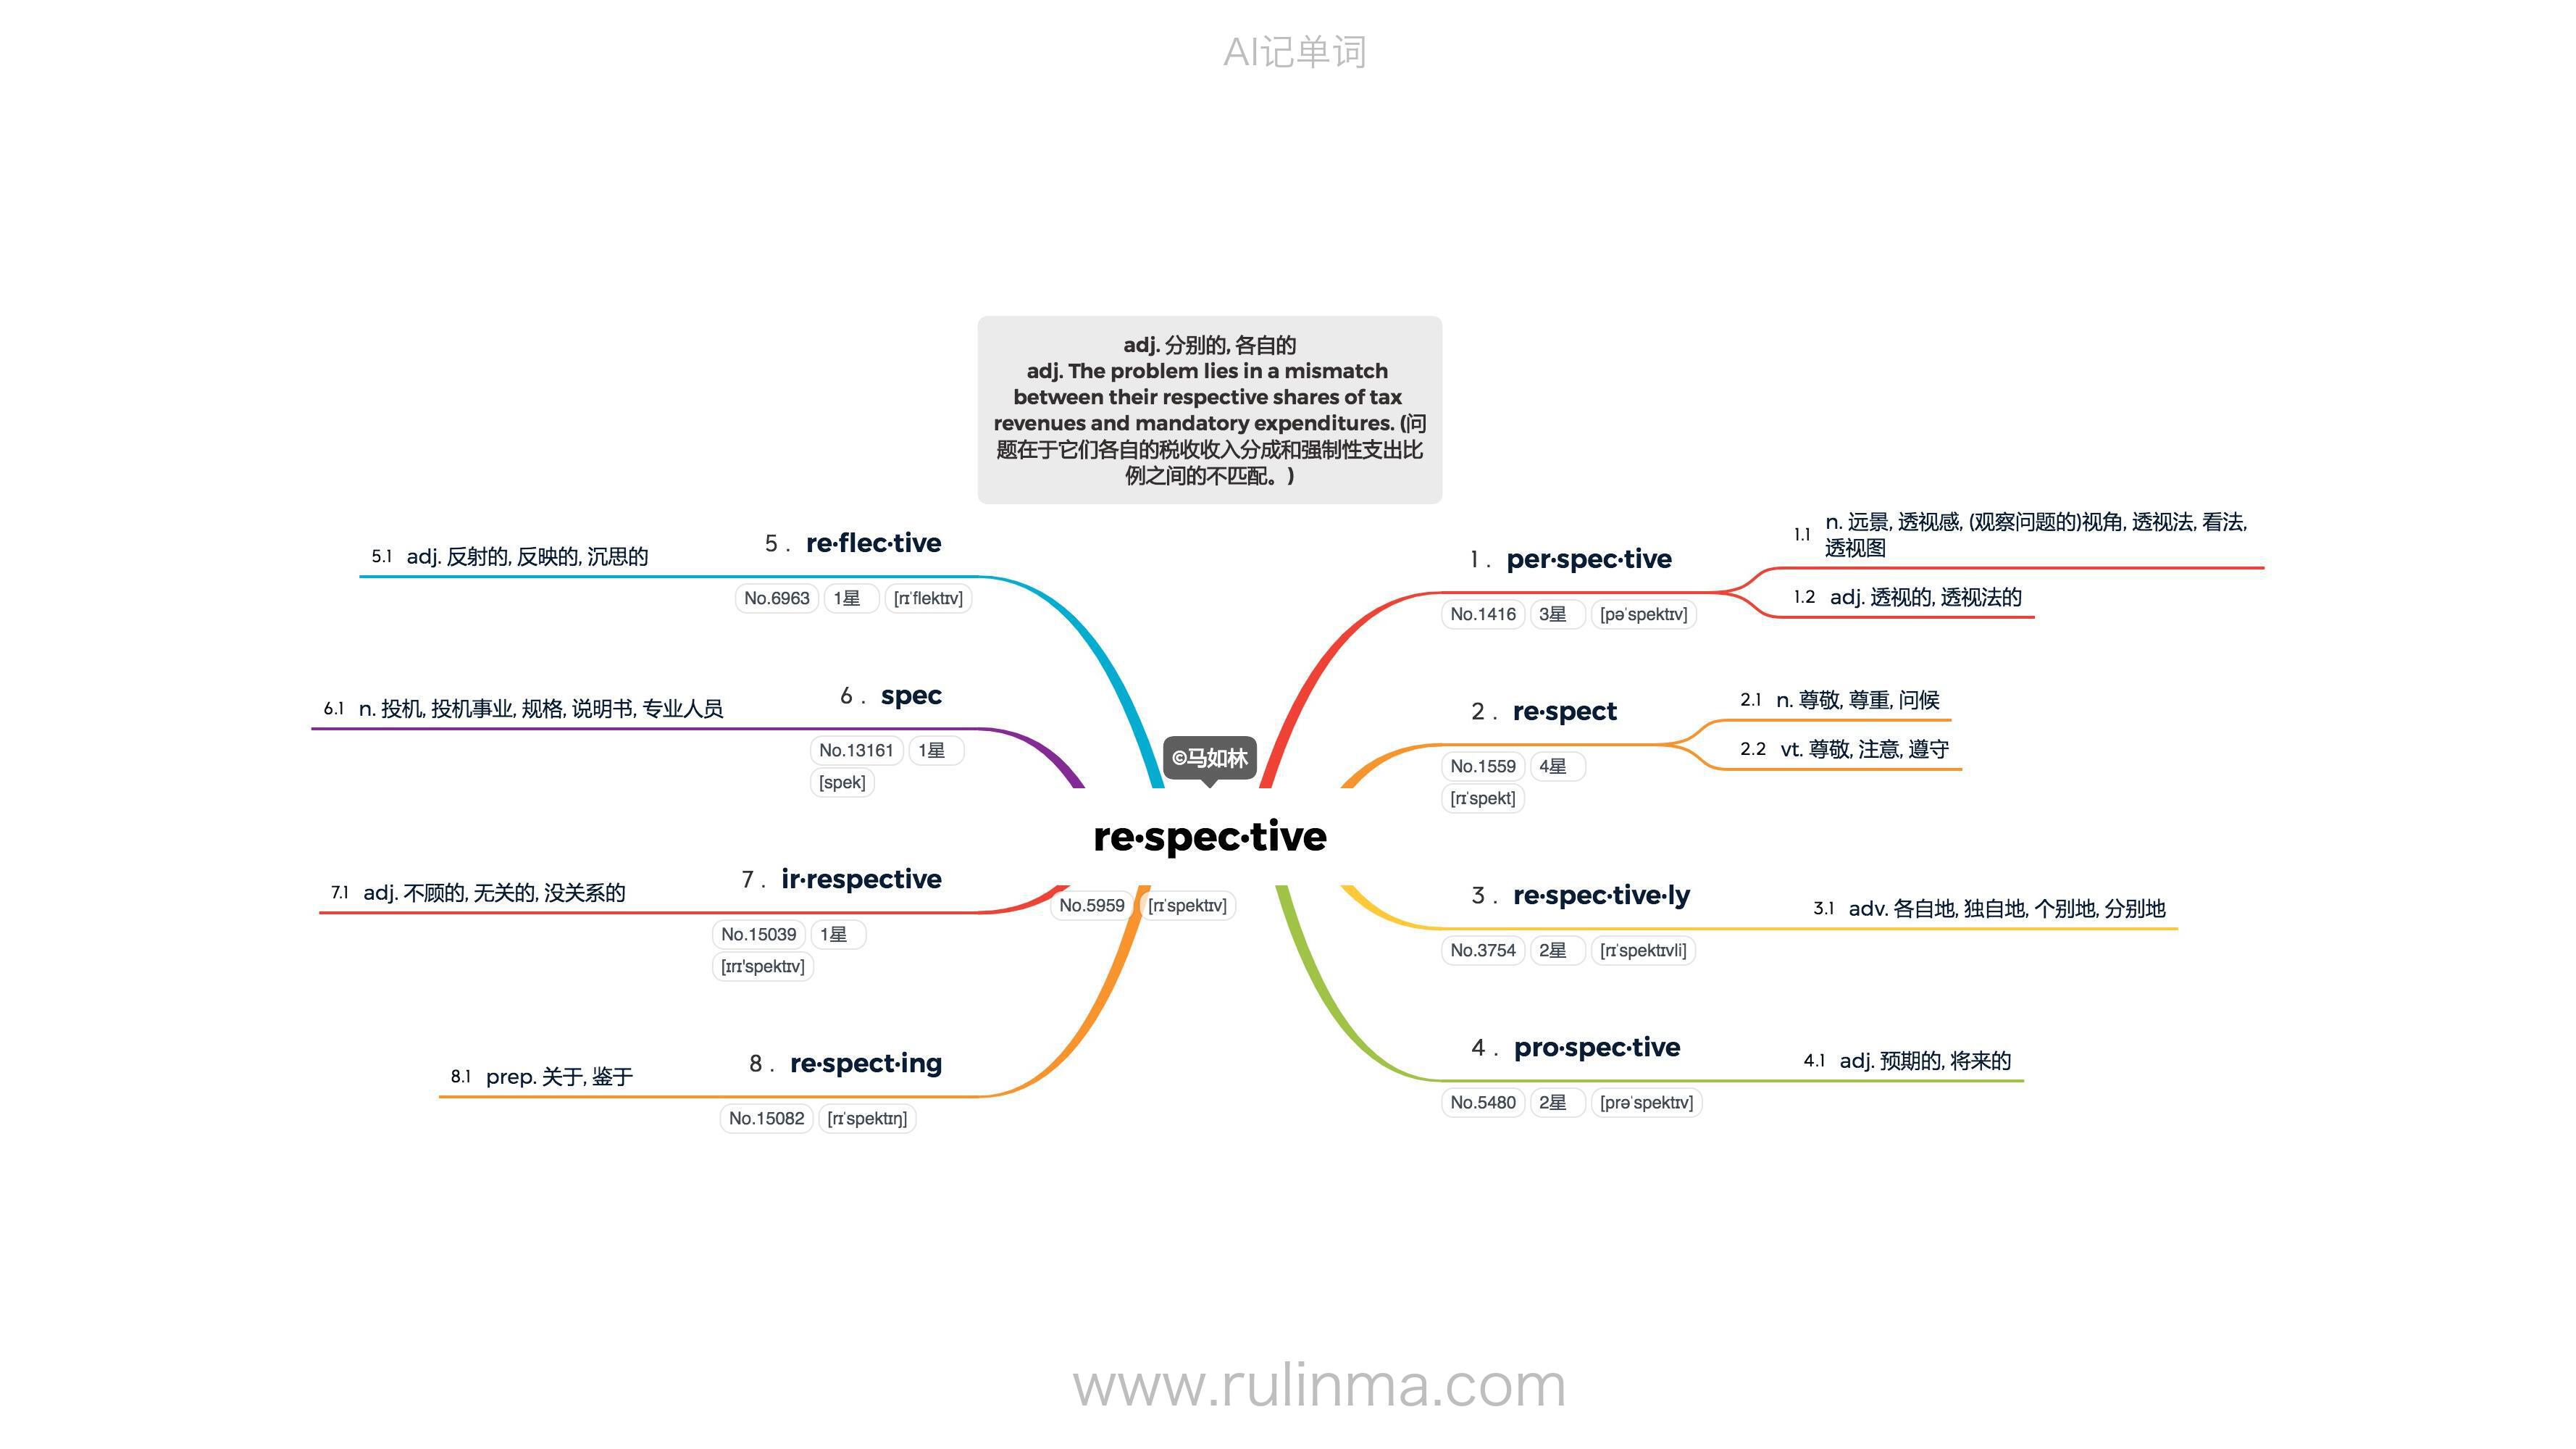 AI记单词
adj. 分别的, 各自的
adj. The problem lies in a mismatch
between their respective shares of tax
revenues and mandatory expenditures. (问
题在于它们各自的税收收入分成和强制性支出比
例之间的不匹配。)
©马如林
re·spec·tive
No.5959 [rɪˈspektɪv]
1. per·spec·tive
No.1416 3星 [pəˈspektɪv]
1.1 n. 远景, 透视感, (观察问题的)视角, 透视法, 看法,
透视图
1.2 adj. 透视的, 透视法的
2. re·spect
No.1559 4星
[rɪˈspekt]
2.1 n. 尊敬, 尊重, 问候
2.2 vt. 尊敬, 注意, 遵守
3. re·spec·tive·ly
No.3754 2星 [rɪˈspektɪvli]
3.1 adv. 各自地, 独自地, 个别地, 分别地
4. pro·spec·tive
No.5480 2星 [prəˈspektɪv]
4.1 adj. 预期的, 将来的
5. re·flec·tive
No.6963 1星 [rɪˈflektɪv]
5.1 adj. 反射的, 反映的, 沉思的
6. spec
No.13161 1星
[spek]
6.1 n. 投机, 投机事业, 规格, 说明书, 专业人员
7. ir·respective
No.15039 1星
[ɪrɪ'spektɪv]
7.1 adj. 不顾的, 无关的, 没关系的
8. re·spect·ing
No.15082 [rɪˈspektɪŋ]
8.1 prep. 关于, 鉴于
www.rulinma.com